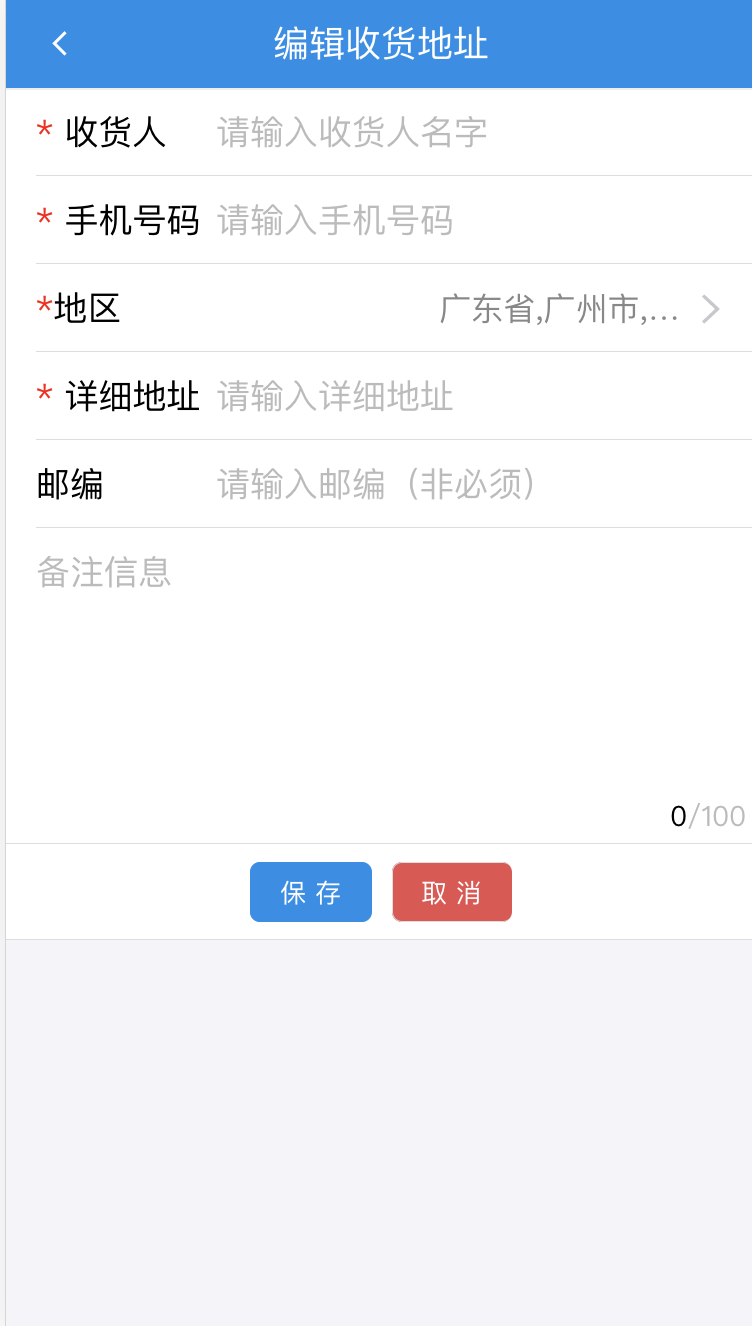 编辑收货地址
* 收货人 请输入收货人名字
* 手机号码 请输入手机号码
*地区 广东省,广州市,...
* 详细地址 请输入详细地址
邮编 请输入邮编（非必须）
备注信息
0/100
保 存 取 消